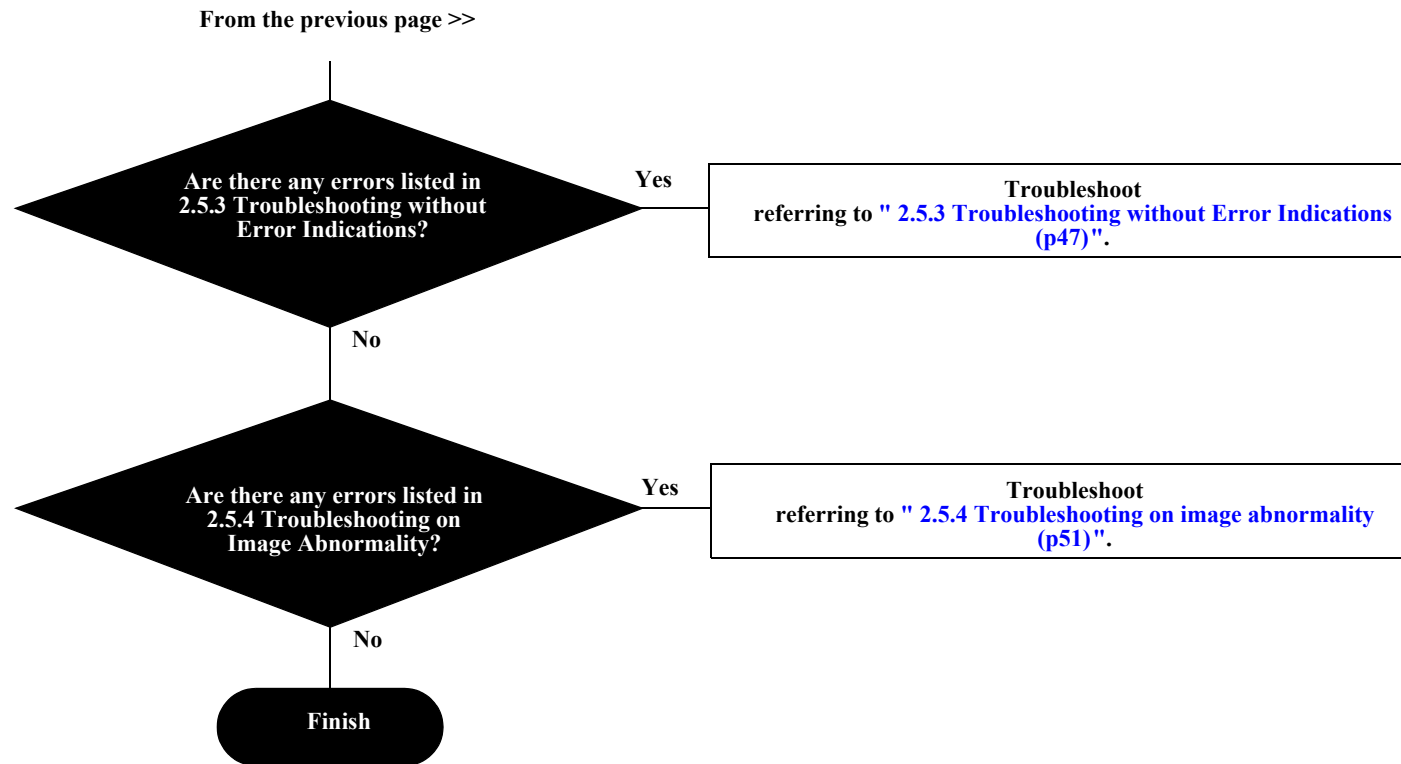 From the previous page >>
Are there any errors listed in
2.5.3 Troubleshooting without
Error Indications?
Yes
Troubleshoot
referring to " 2.5.3 Troubleshooting without Error Indications
(p47)".
No
Are there any errors listed in
2.5.4 Troubleshooting on
Image Abnormality?
Yes
Troubleshoot
referring to " 2.5.4 Troubleshooting on image abnormality
(p51)".
No
Finish